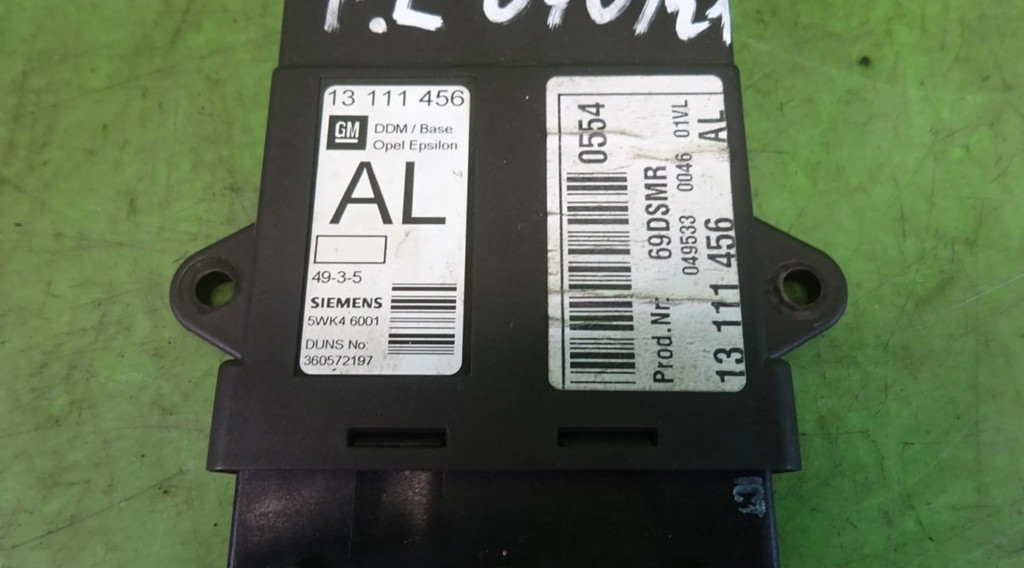 13 111 456
GM
DDM / Base
Opel Epsilon
AL
49-3-5
SIEMENS
5WK4 6001
DUNS No:
360572197
0554
Prod.Nr. 69DSMR
049533 0046 01VL
13 111 456 AL